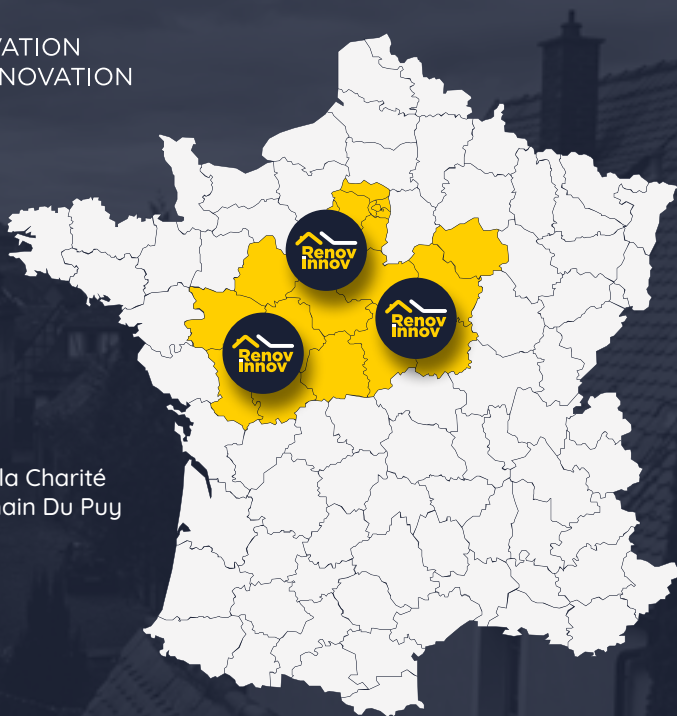 VATION
NOVATION
Renov
innov
Renov
innov
Renov
innov
la Charité
ain Du Puy